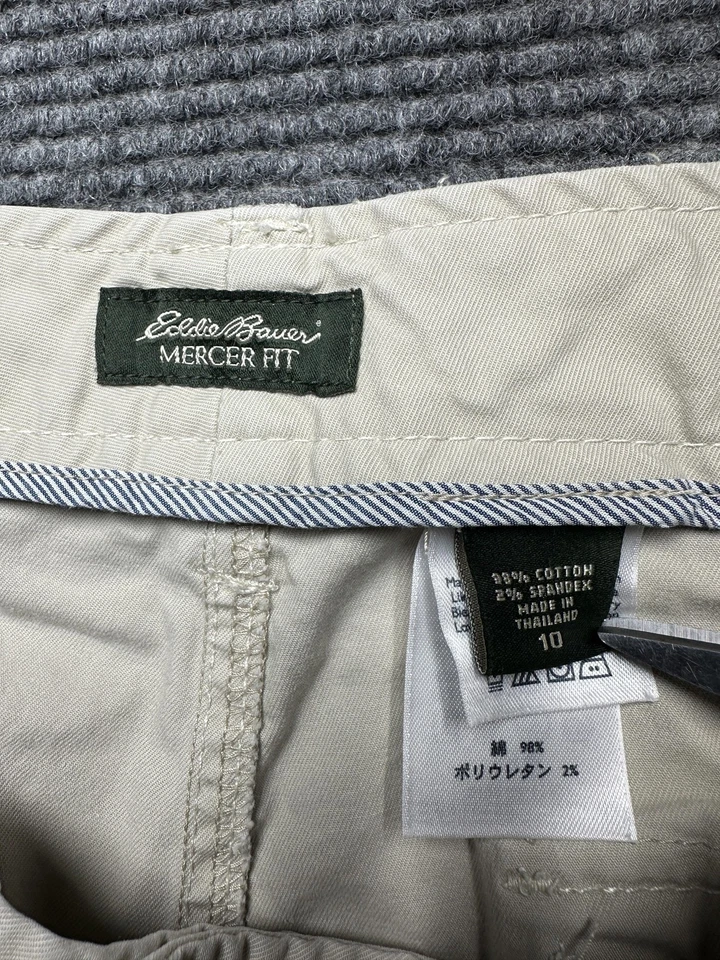 Eddie Bauer
MERCER FIT
98% COTTON
2% SPANDEX
MADE IN
THAILAND
10
綿 98%
ポリウレタン 2%